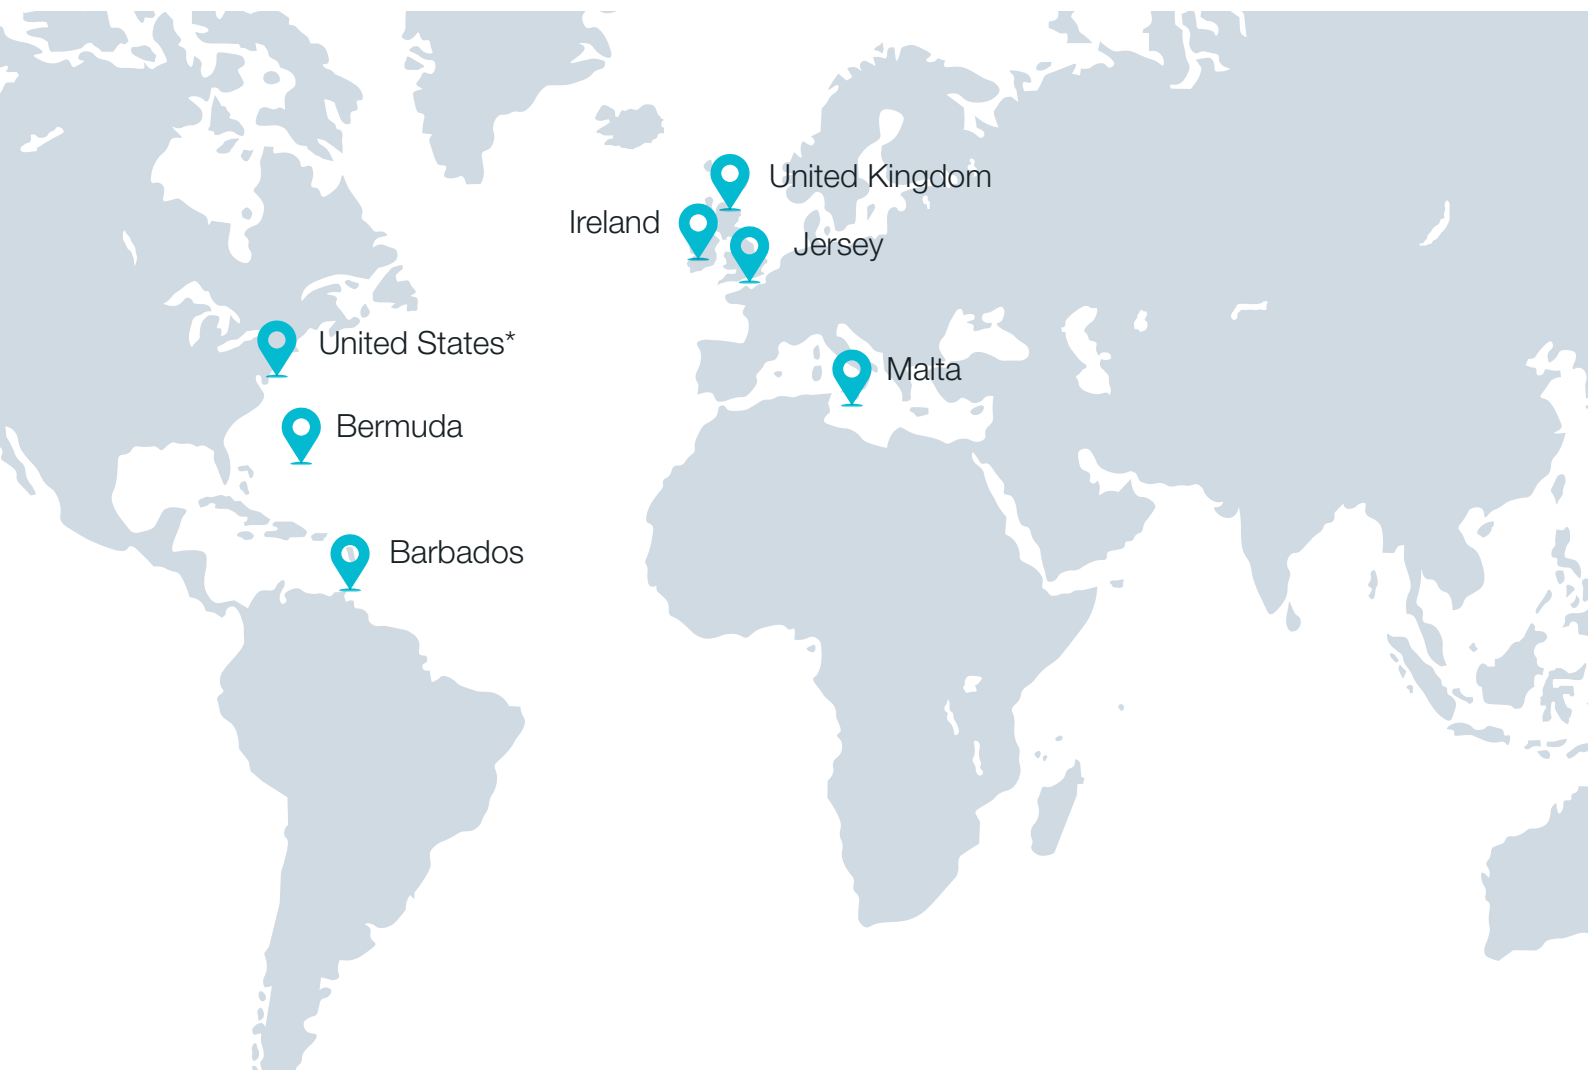 United Kingdom
Ireland
Jersey
United States*
Malta
Bermuda
Barbados